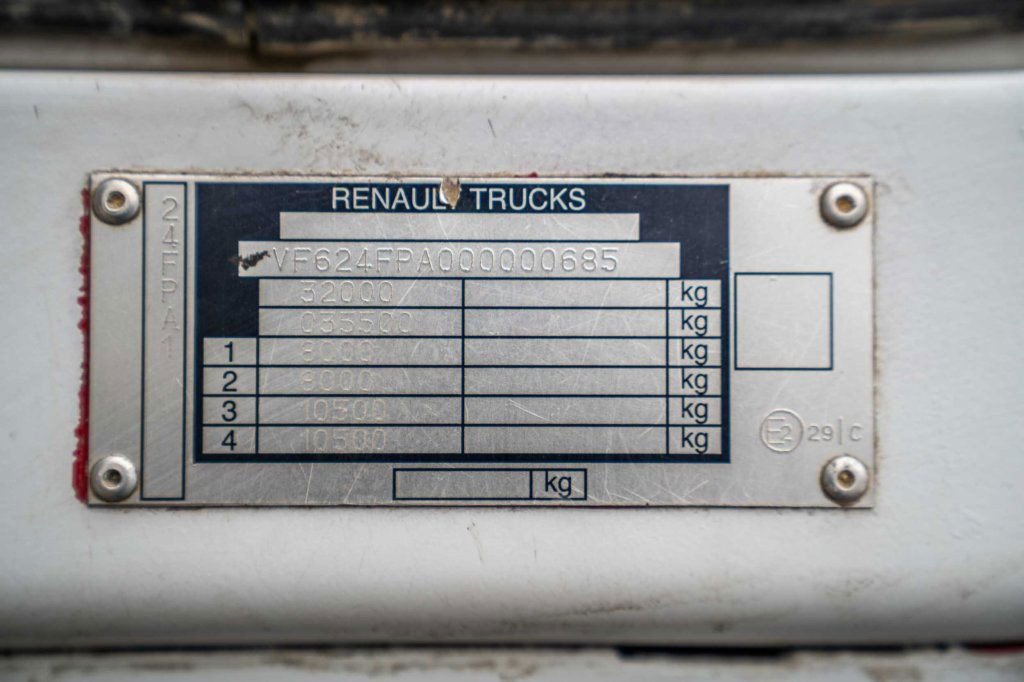 24FPA1
RENAULT TRUCKS
VF624FPA000000685
32000 kg
035500 kg
1 8000 kg
2 8000 kg
3 10500 kg
4 10500 kg
kg
E2 29|C